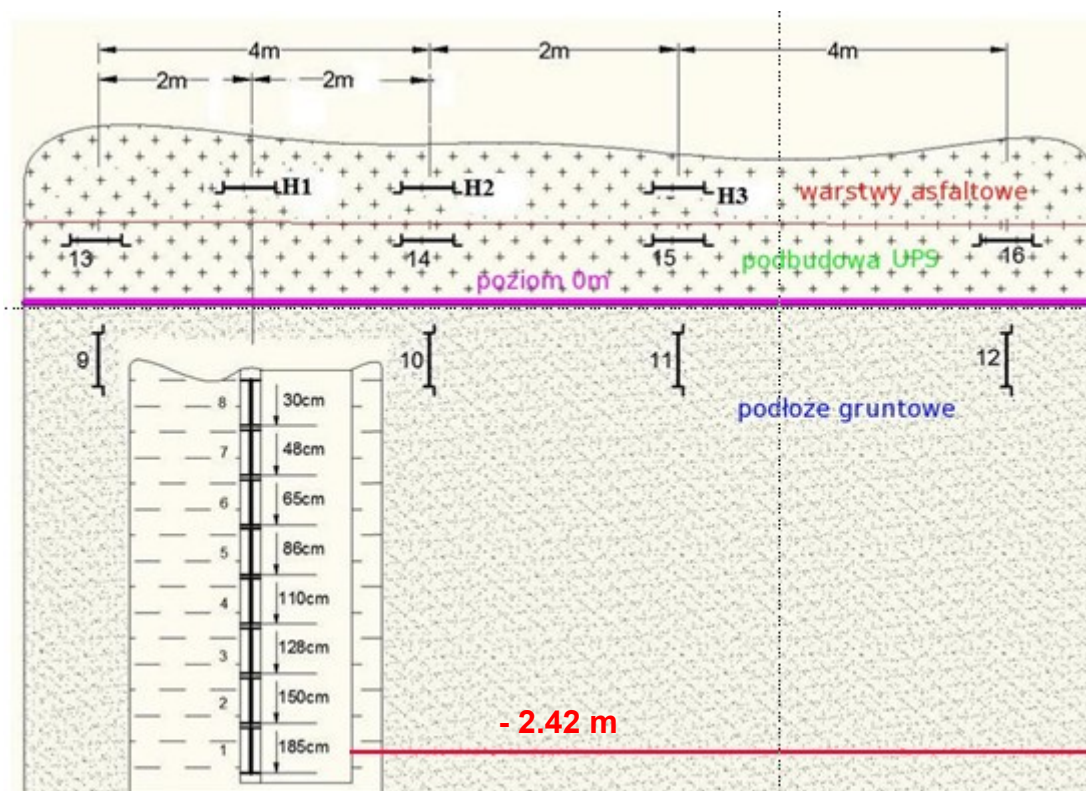 4m 2m 4m
2m 2m
H1 H2 H3 warstwy asfaltowe
13 14 15 16
podbudowa UPS
poziom 0m
9 10 11 12
8 30cm podłoże gruntowe
7 48cm
6 65cm
5 86cm
4 110cm
3 128cm
2 150cm
- 2.42 m
1 185cm